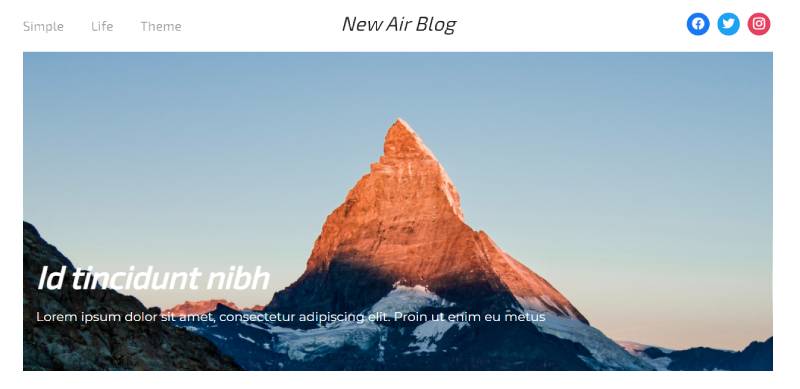 Simple Life Theme
New Air Blog
Id tincidunt nibh
Lorem ipsum dolor sit amet, consectetur adipiscing elit. Proin ut enim eu metus